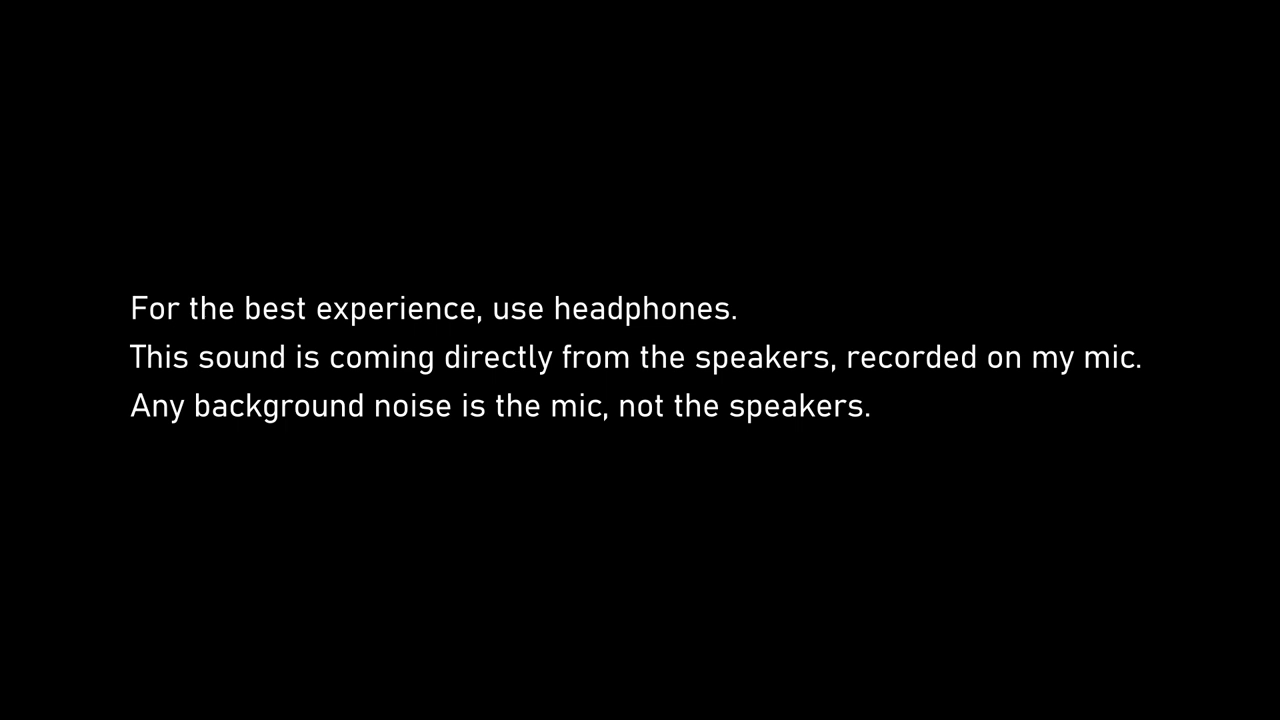 For the best experience, use headphones.
This sound is coming directly from the speakers, recorded on my mic.
Any background noise is the mic, not the speakers.